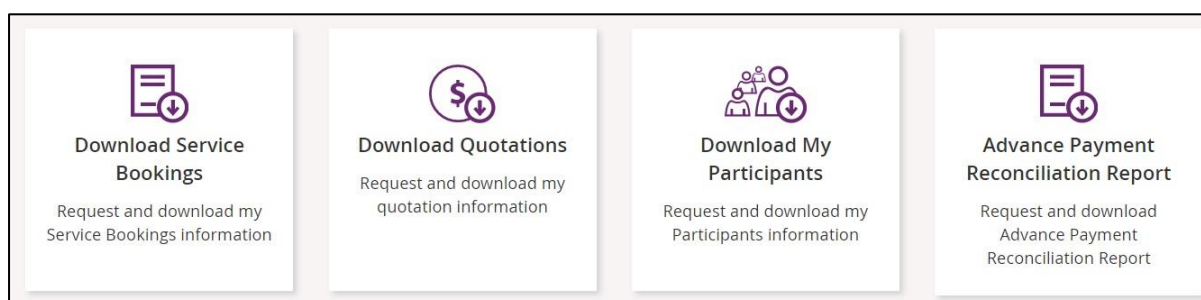 Download Service
Bookings
Request and download my
Service Bookings information
$
Download Quotations
Request and download my
quotation information
Download My
Participants
Request and download my
Participants information
Advance Payment
Reconciliation Report
Request and download
Advance Payment
Reconciliation Report